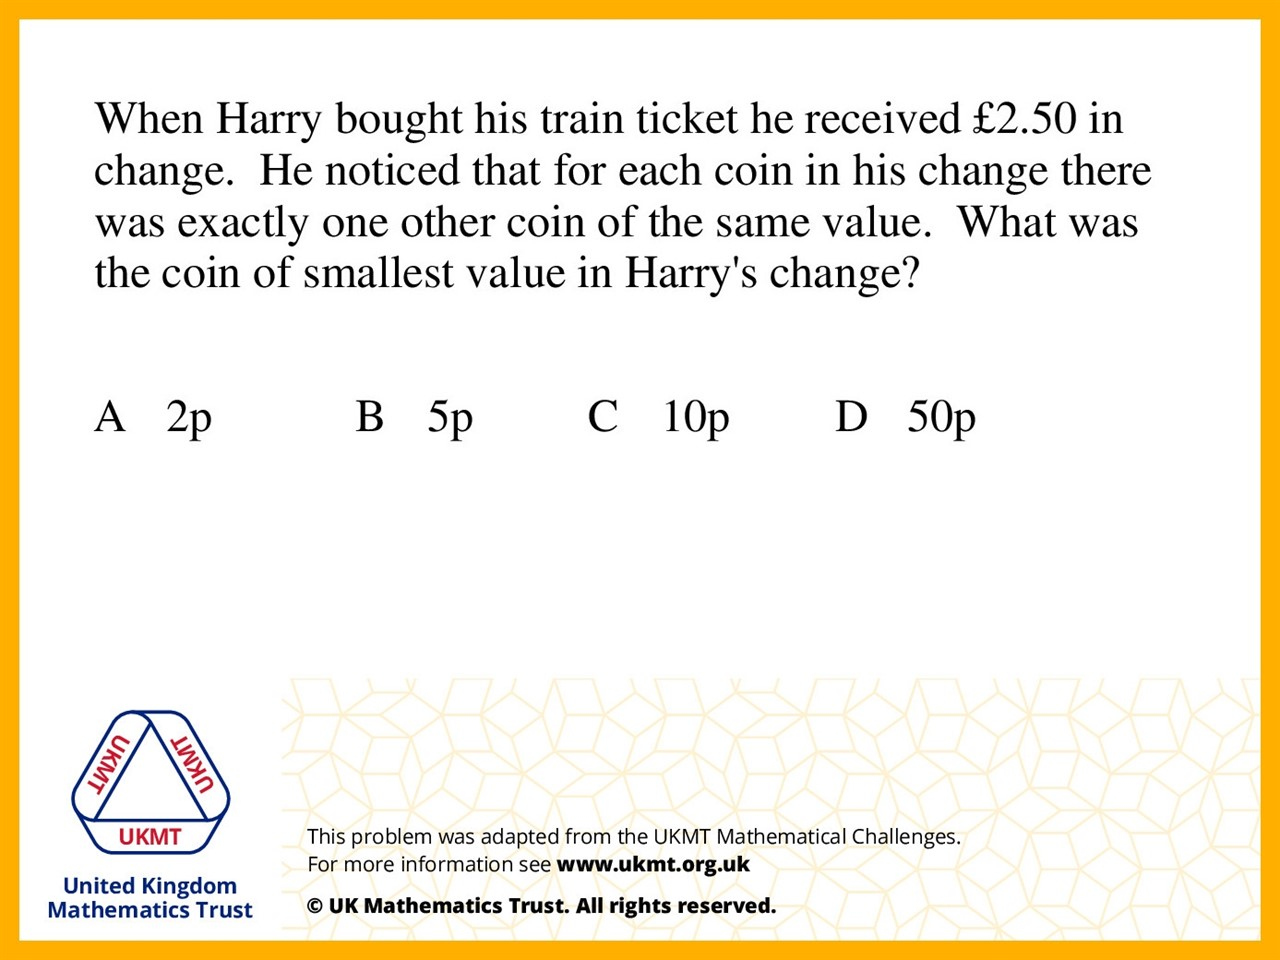 When Harry bought his train ticket he received £2.50 in
change.  He noticed that for each coin in his change there
was exactly one other coin of the same value.  What was
the coin of smallest value in Harry's change?
A 2p B 5p C 10p D 50p
UKMT UKMT
UKMT
United Kingdom
Mathematics Trust
This problem was adapted from the UKMT Mathematical Challenges.
For more information see www.ukmt.org.uk
© UK Mathematics Trust. All rights reserved.